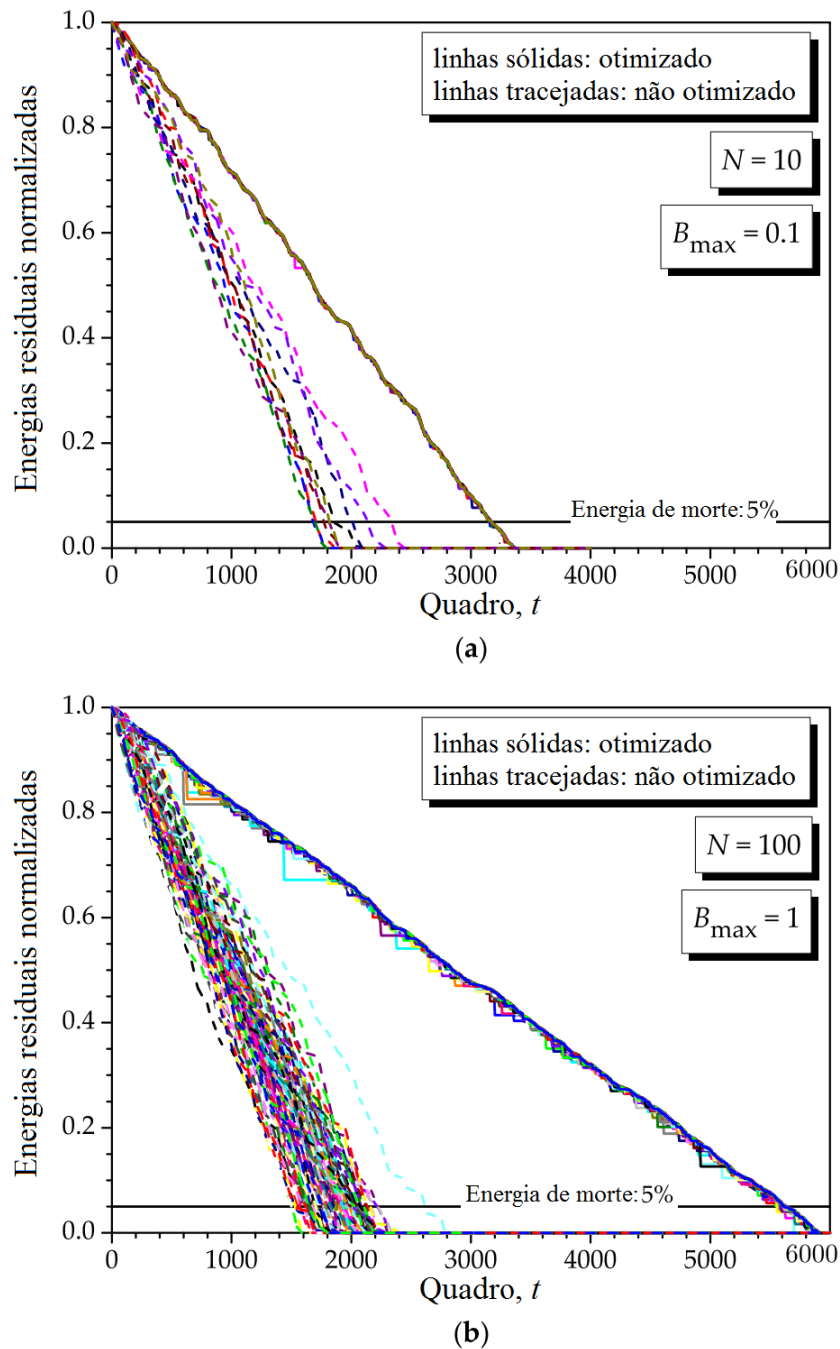 linhas sólidas: otimizado
linhas tracejadas: não otimizado
N = 10
Bmax = 0.1
Energias residuais normalizadas
1.0
0.8
0.6
0.4
0.2
0.0
Energia de morte: 5%
0 1000 2000 3000 4000 5000 6000
Quadro, t
(a)
linhas sólidas: otimizado
linhas tracejadas: não otimizado
N = 100
Bmax = 1
Energias residuais normalizadas
1.0
0.8
0.6
0.4
0.2
0.0
Energia de morte: 5%
0 1000 2000 3000 4000 5000 6000
Quadro, t
(b)